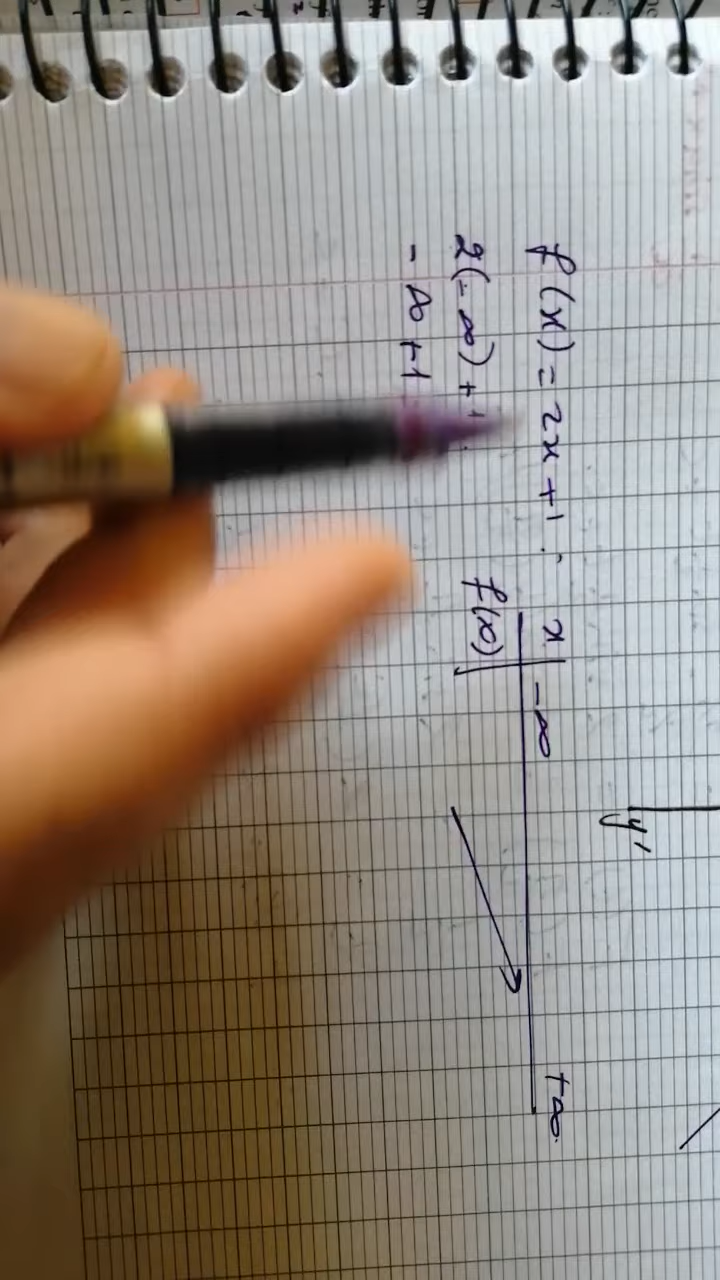 f(x) = 2x + 1 .
2(-∞) + 1
-∞ + 1
x -∞ +∞
f(x)
y'